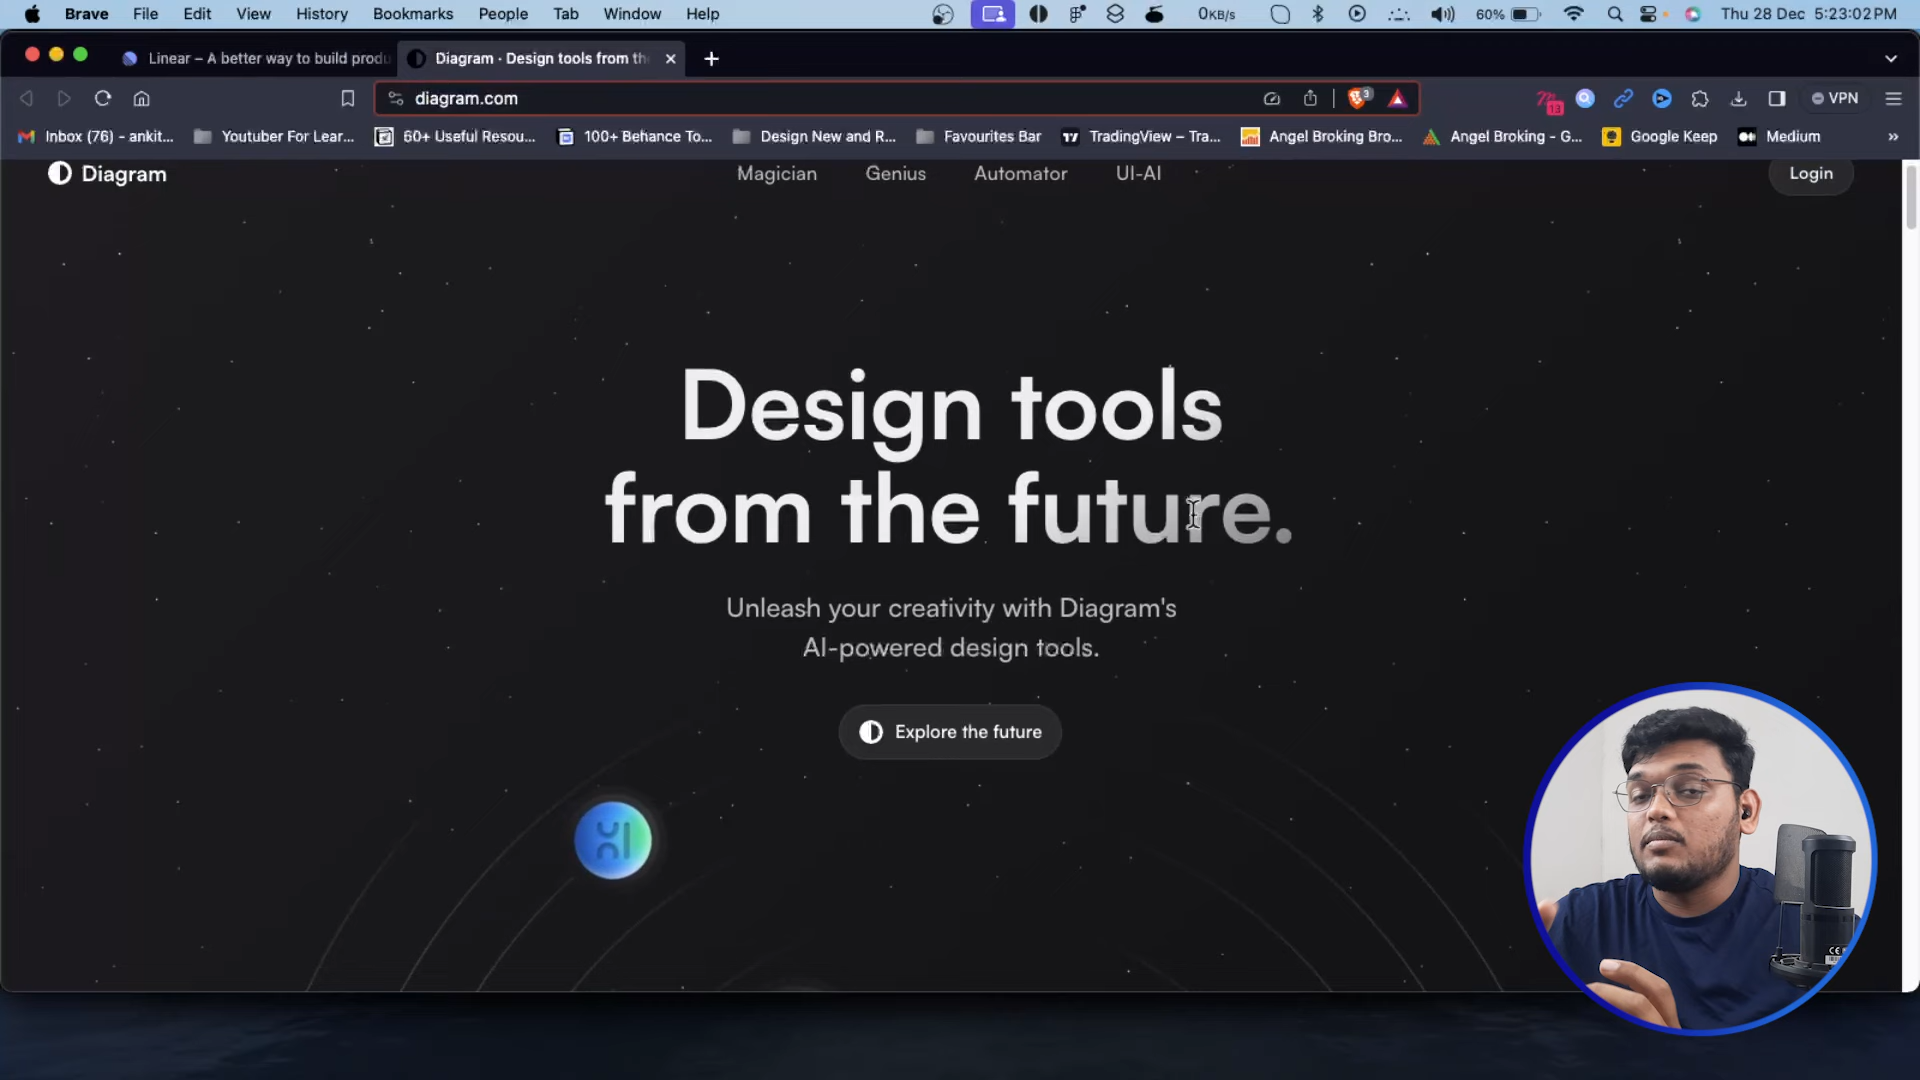 Brave File Edit View History Bookmarks People Tab Window Help 0KB/s 60% Thu 28 Dec 5:23:02 PM
Linear – A better way to build produ Diagram · Design tools from the
diagram.com 3 13 VPN
Inbox (76) - ankit... Youtuber For Lear... 60+ Useful Resou... 100+ Behance To... Design New and R... Favourites Bar TradingView – Tra... Angel Broking Bro... Angel Broking - G... Google Keep Medium »
Diagram Magician Genius Automator UI-AI Login
Design tools
from the future.
Unleash your creativity with Diagram's
AI-powered design tools.
Explore the future